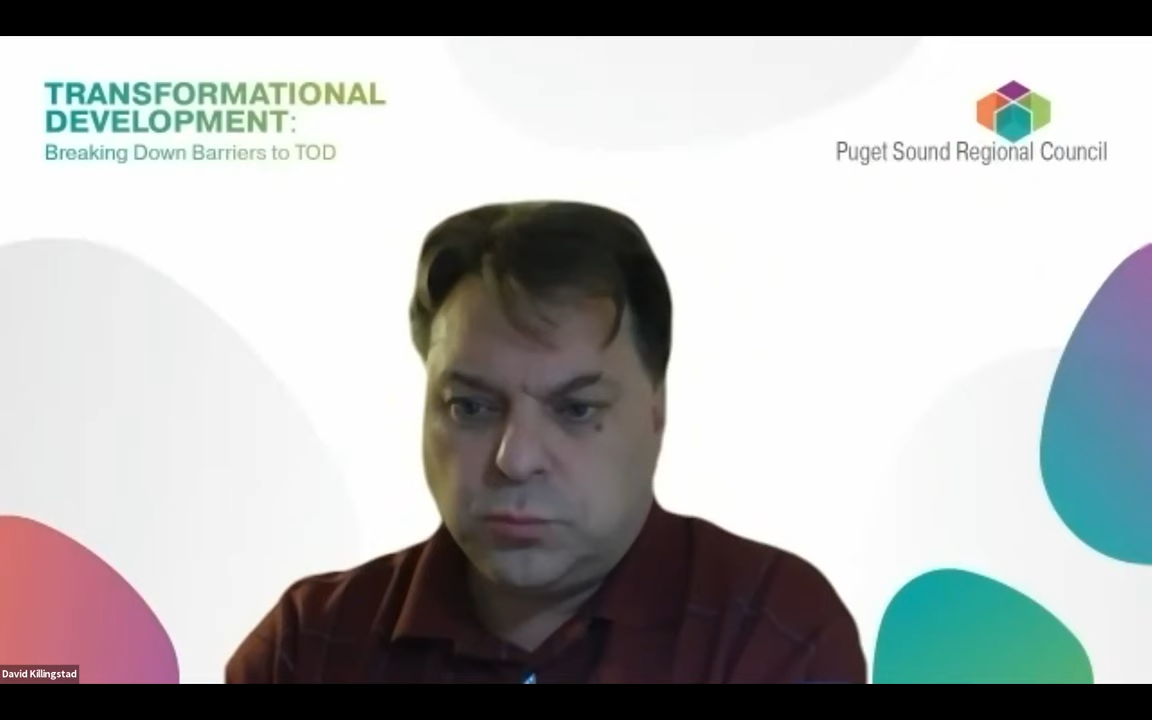 TRANSFORMATIONAL
DEVELOPMENT:
Breaking Down Barriers to TOD
Puget Sound Regional Council
David Killingstad